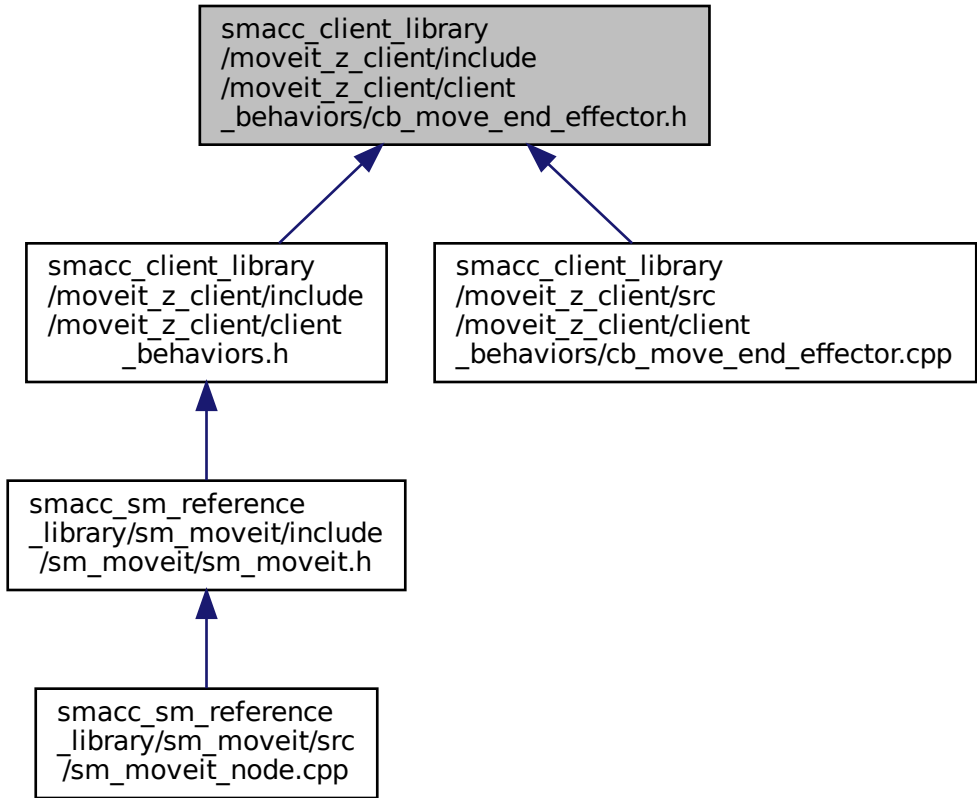 smacc_client_library
/moveit_z_client/include
/moveit_z_client/client
_behaviors/cb_move_end_effector.h
smacc_client_library
/moveit_z_client/include
/moveit_z_client/client
_behaviors.h
smacc_client_library
/moveit_z_client/src
/moveit_z_client/client
_behaviors/cb_move_end_effector.cpp
smacc_sm_reference
_library/sm_moveit/include
/sm_moveit/sm_moveit.h
smacc_sm_reference
_library/sm_moveit/src
/sm_moveit_node.cpp